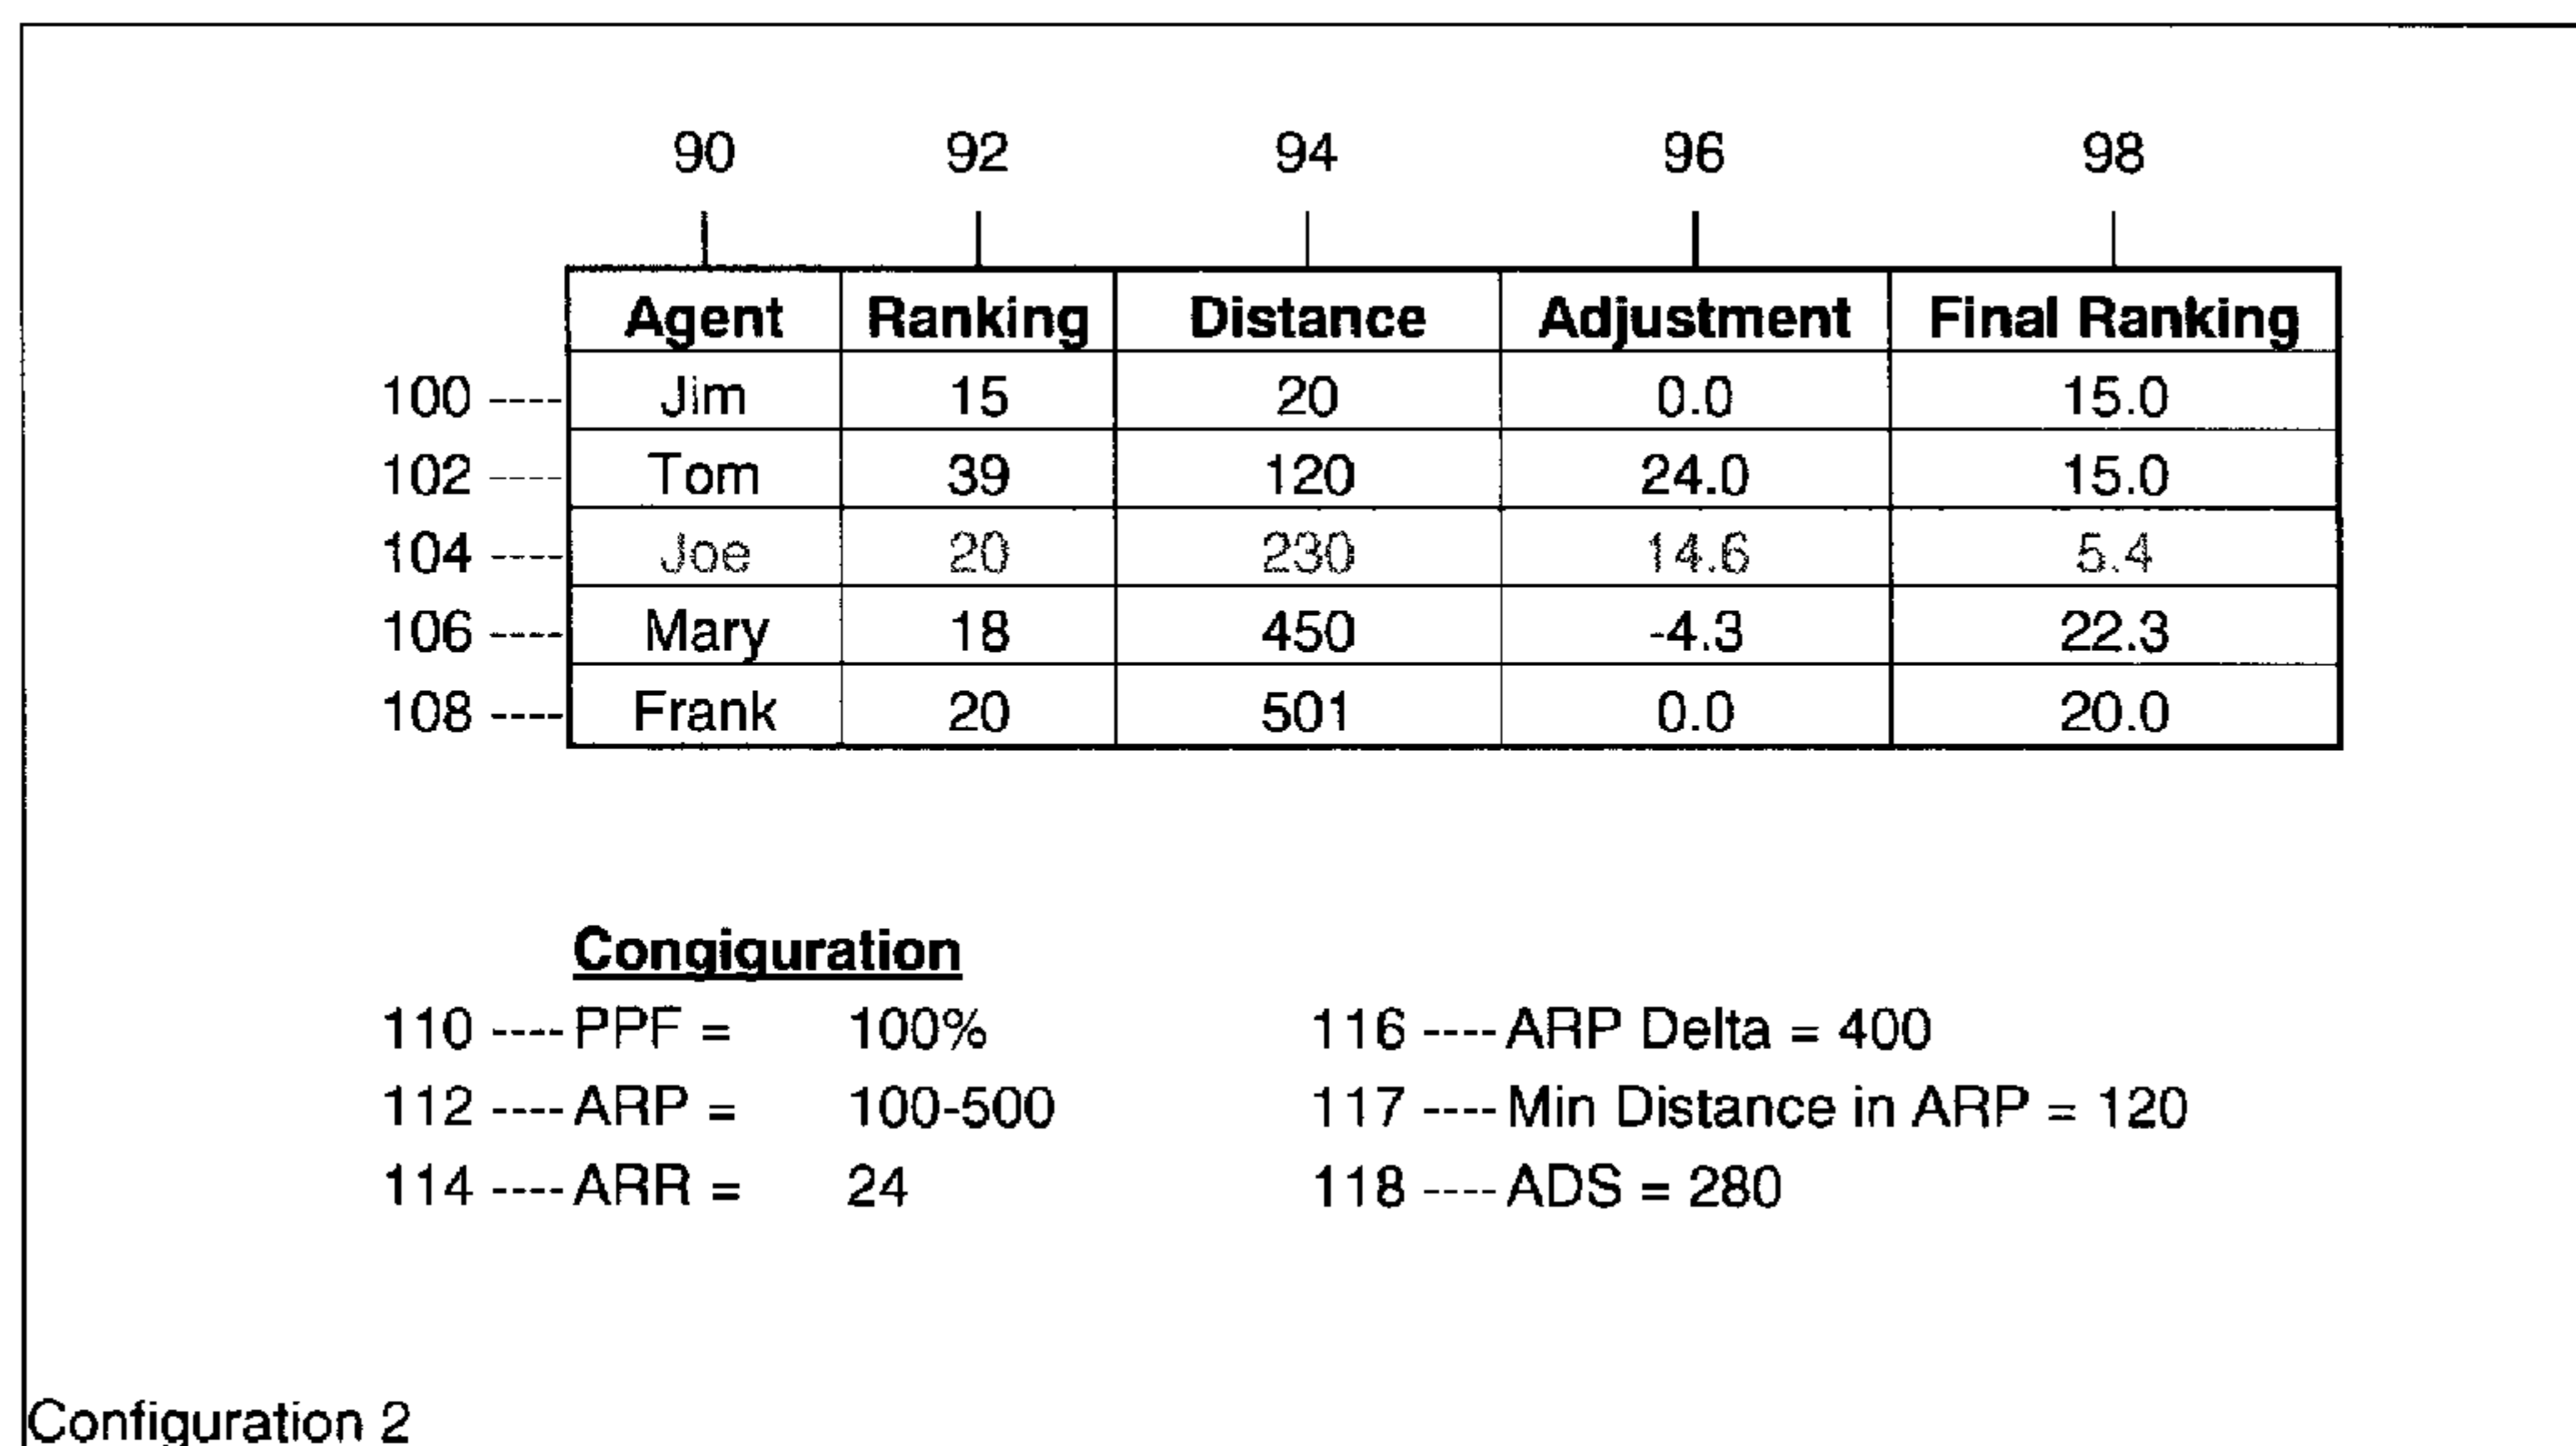 90 92 94 96 98
Agent Ranking Distance Adjustment Final Ranking
100 ---- Jim 15 20 0.0 15.0
102 ---- Tom 39 120 24.0 15.0
104 ---- Joe 20 230 14.6 5.4
106 ---- Mary 18 450 -4.3 22.3
108 ---- Frank 20 501 0.0 20.0
Congiguration
110 ---- PPF = 100% 116 ---- ARP Delta = 400
112 ---- ARP = 100-500 117 ---- Min Distance in ARP = 120
114 ---- ARR = 24 118 ---- ADS = 280
Configuration 2